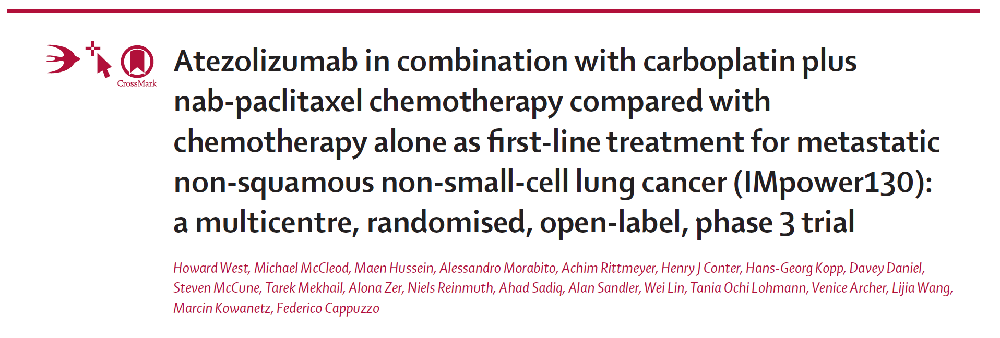 CrossMark
Atezolizumab in combination with carboplatin plus
nab-paclitaxel chemotherapy compared with
chemotherapy alone as first-line treatment for metastatic
non-squamous non-small-cell lung cancer (IMpower130):
a multicentre, randomised, open-label, phase 3 trial
Howard West, Michael McCleod, Maen Hussein, Alessandro Morabito, Achim Rittmeyer, Henry J Conter, Hans-Georg Kopp, Davey Daniel,
Steven McCune, Tarek Mekhail, Alona Zer, Niels Reinmuth, Ahad Sadiq, Alan Sandler, Wei Lin, Tania Ochi Lohmann, Venice Archer, Lijia Wang,
Marcin Kowanetz, Federico Cappuzzo